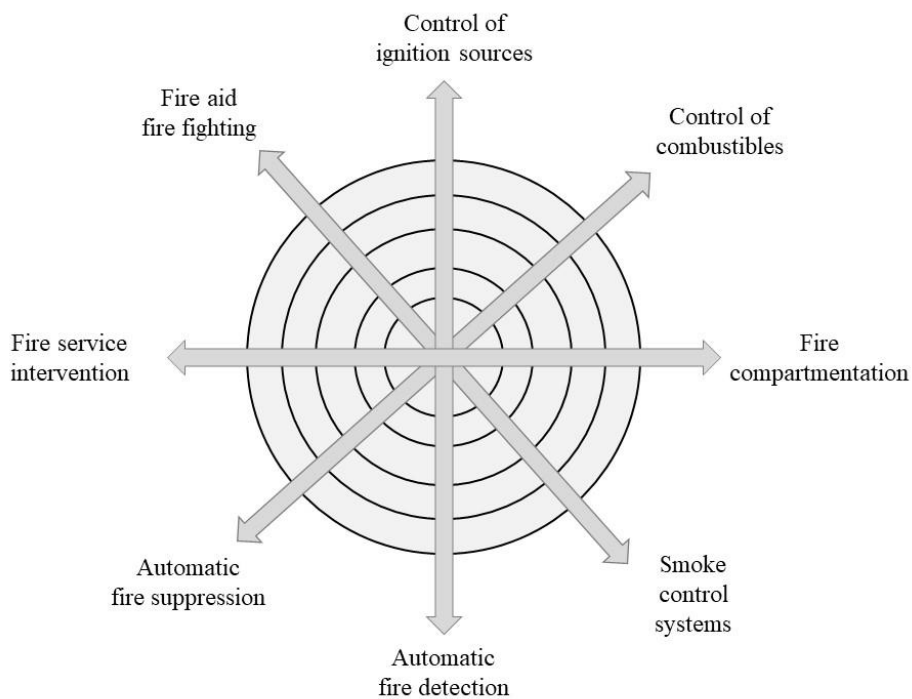 Control of
ignition sources
Fire aid
fire fighting
Control of
combustibles
Fire service
intervention
Fire
compartmentation
Automatic
fire suppression
Smoke
control
systems
Automatic
fire detection